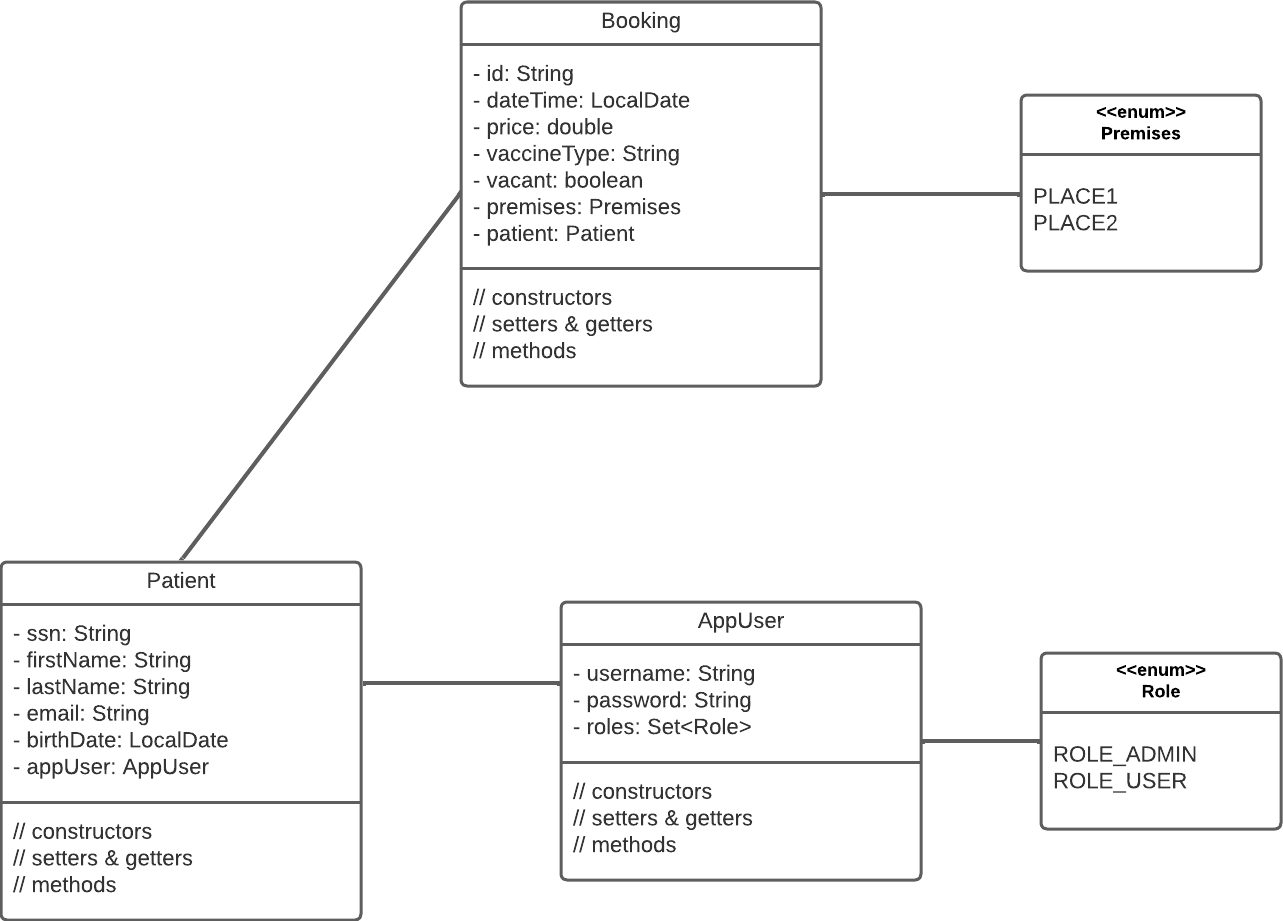 Booking
- id: String
- dateTime: LocalDate
- price: double
- vaccineType: String
- vacant: boolean
- premises: Premises
- patient: Patient
// constructors
// setters & getters
// methods
<<enum>>
Premises
PLACE1
PLACE2
Patient
- ssn: String
- firstName: String
- lastName: String
- email: String
- birthDate: LocalDate
- appUser: AppUser
// constructors
// setters & getters
// methods
AppUser
- username: String
- password: String
- roles: Set<Role>
// constructors
// setters & getters
// methods
<<enum>>
Role
ROLE_ADMIN
ROLE_USER